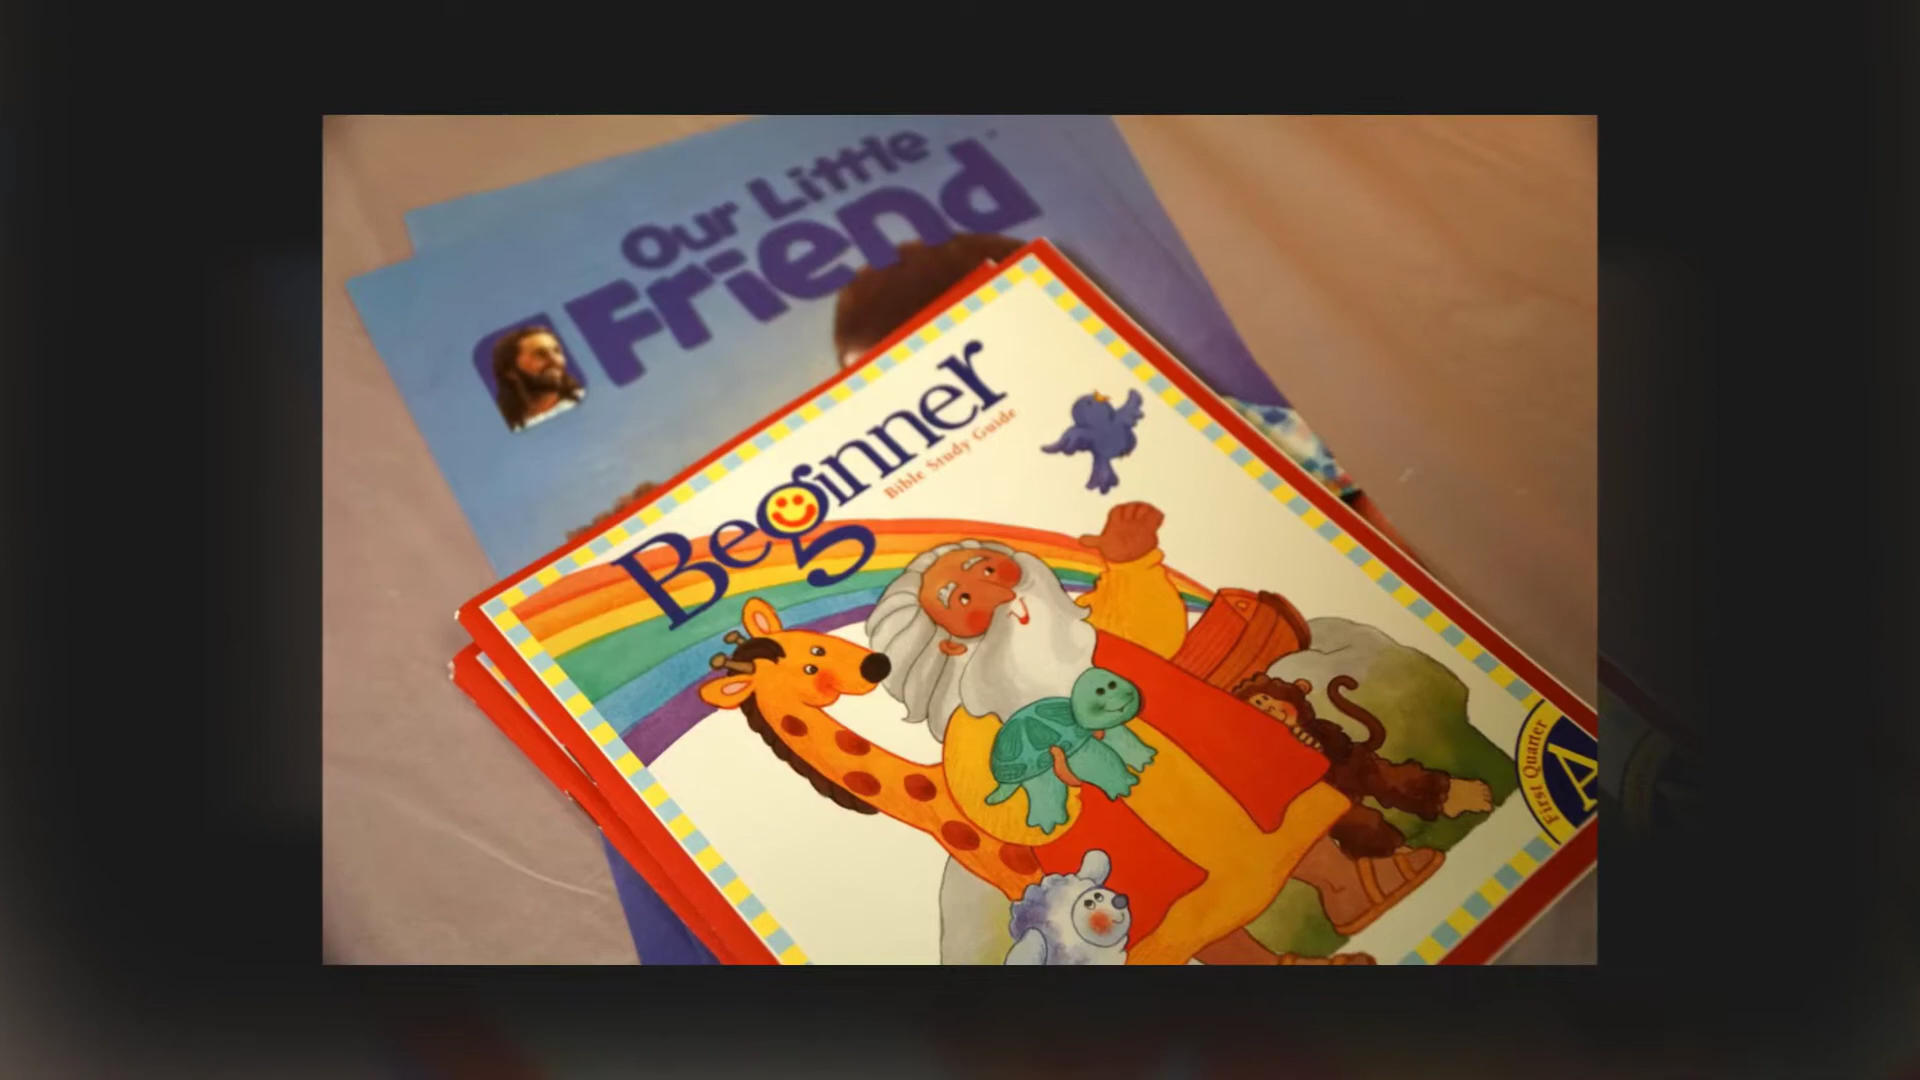 Our Little
Friend
Beginner
Bible Study Guide
First Quarter
A